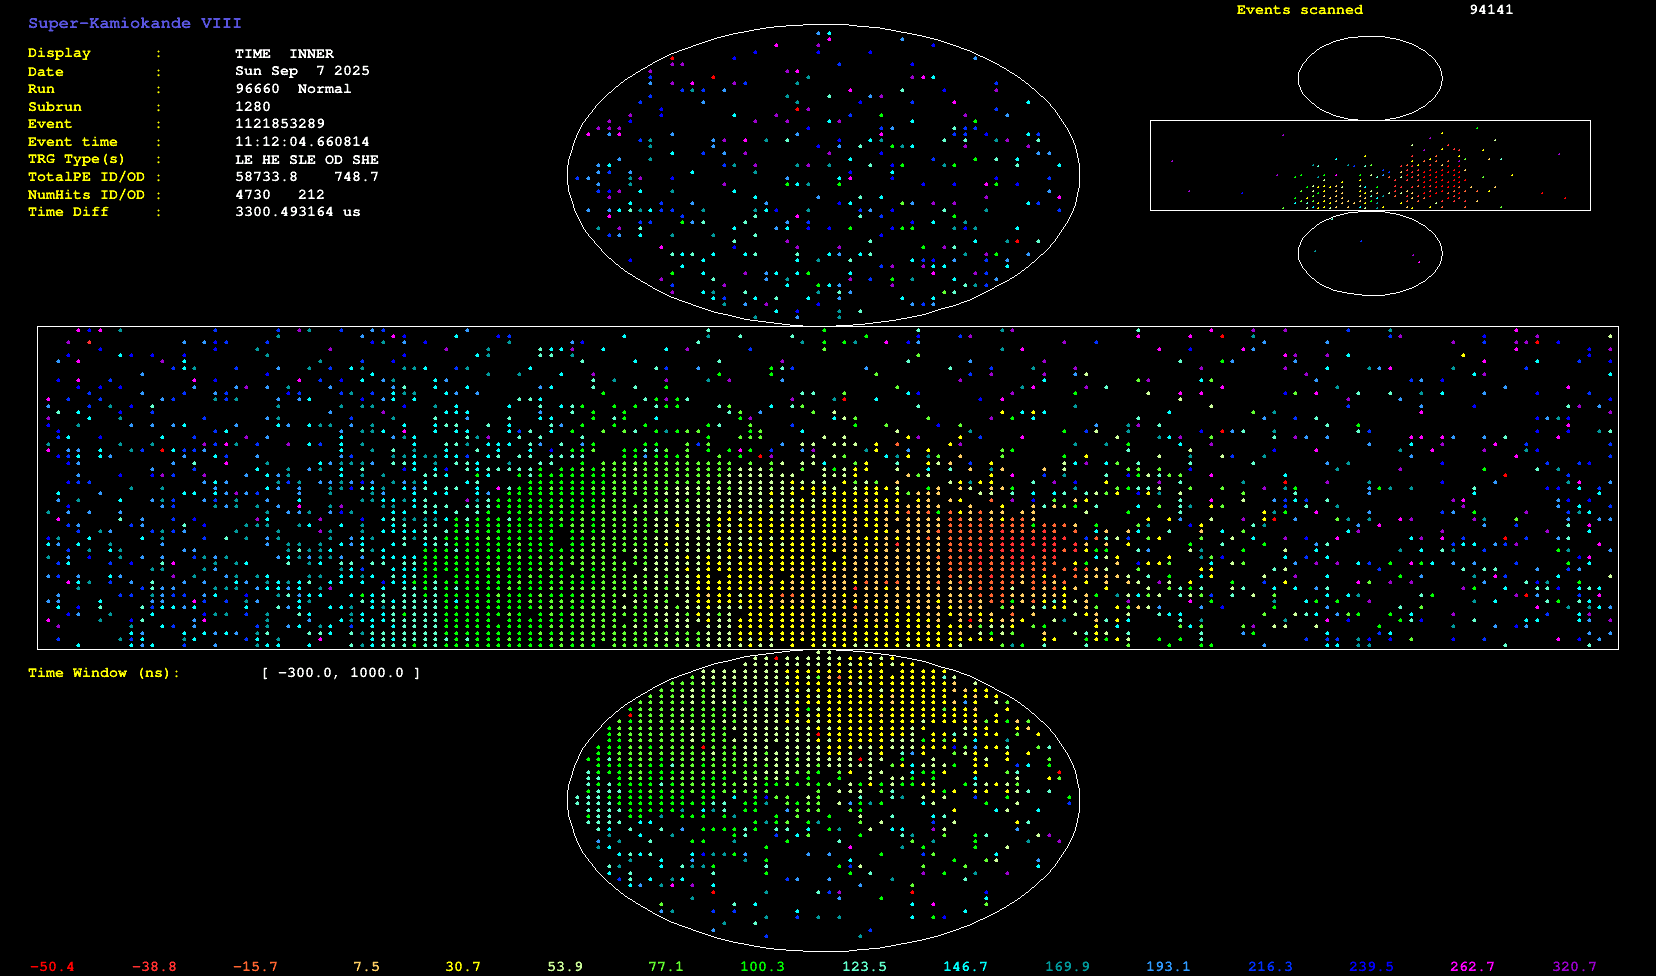 Super-Kamiokande VIII
Events scanned 94141
Display : TIME INNER
Date : Sun Sep 7 2025
Run : 96660 Normal
Subrun : 1280
Event : 1121853289
Event time : 11:12:04.660814
TRG Type(s) : LE HE SLE OD SHE
TotalPE ID/OD : 58733.8 748.7
NumHits ID/OD : 4730 212
Time Diff : 3300.493164 us
Time Window (ns): [ -300.0, 1000.0 ]
-50.4 -38.8 -15.7 7.5 30.7 53.9 77.1 100.3 123.5 146.7 169.9 193.1 216.3 239.5 262.7 320.7